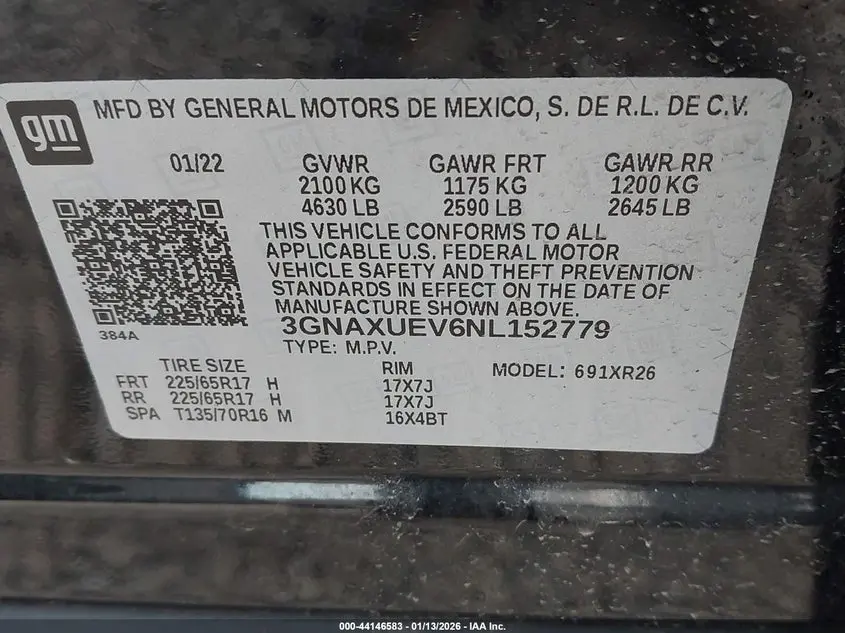 gm
MFD BY GENERAL MOTORS DE MEXICO, S. DE R.L. DE C.V.
01/22 GVWR GAWR FRT GAWR RR
2100 KG 1175 KG 1200 KG
4630 LB 2590 LB 2645 LB
THIS VEHICLE CONFORMS TO ALL
APPLICABLE U.S. FEDERAL MOTOR
VEHICLE SAFETY AND THEFT PREVENTION
STANDARDS IN EFFECT ON THE DATE OF
MANUFACTURE SHOWN ABOVE.
3GNAXUEV6NL152779
384A
TYPE: M.P.V.
TIRE SIZE RIM MODEL: 691XR26
FRT 225/65R17 H 17X7J
RR 225/65R17 H 17X7J
SPA T135/70R16 M 16X4BT
000-44146583 - 01/13/2026 - IAA Inc.